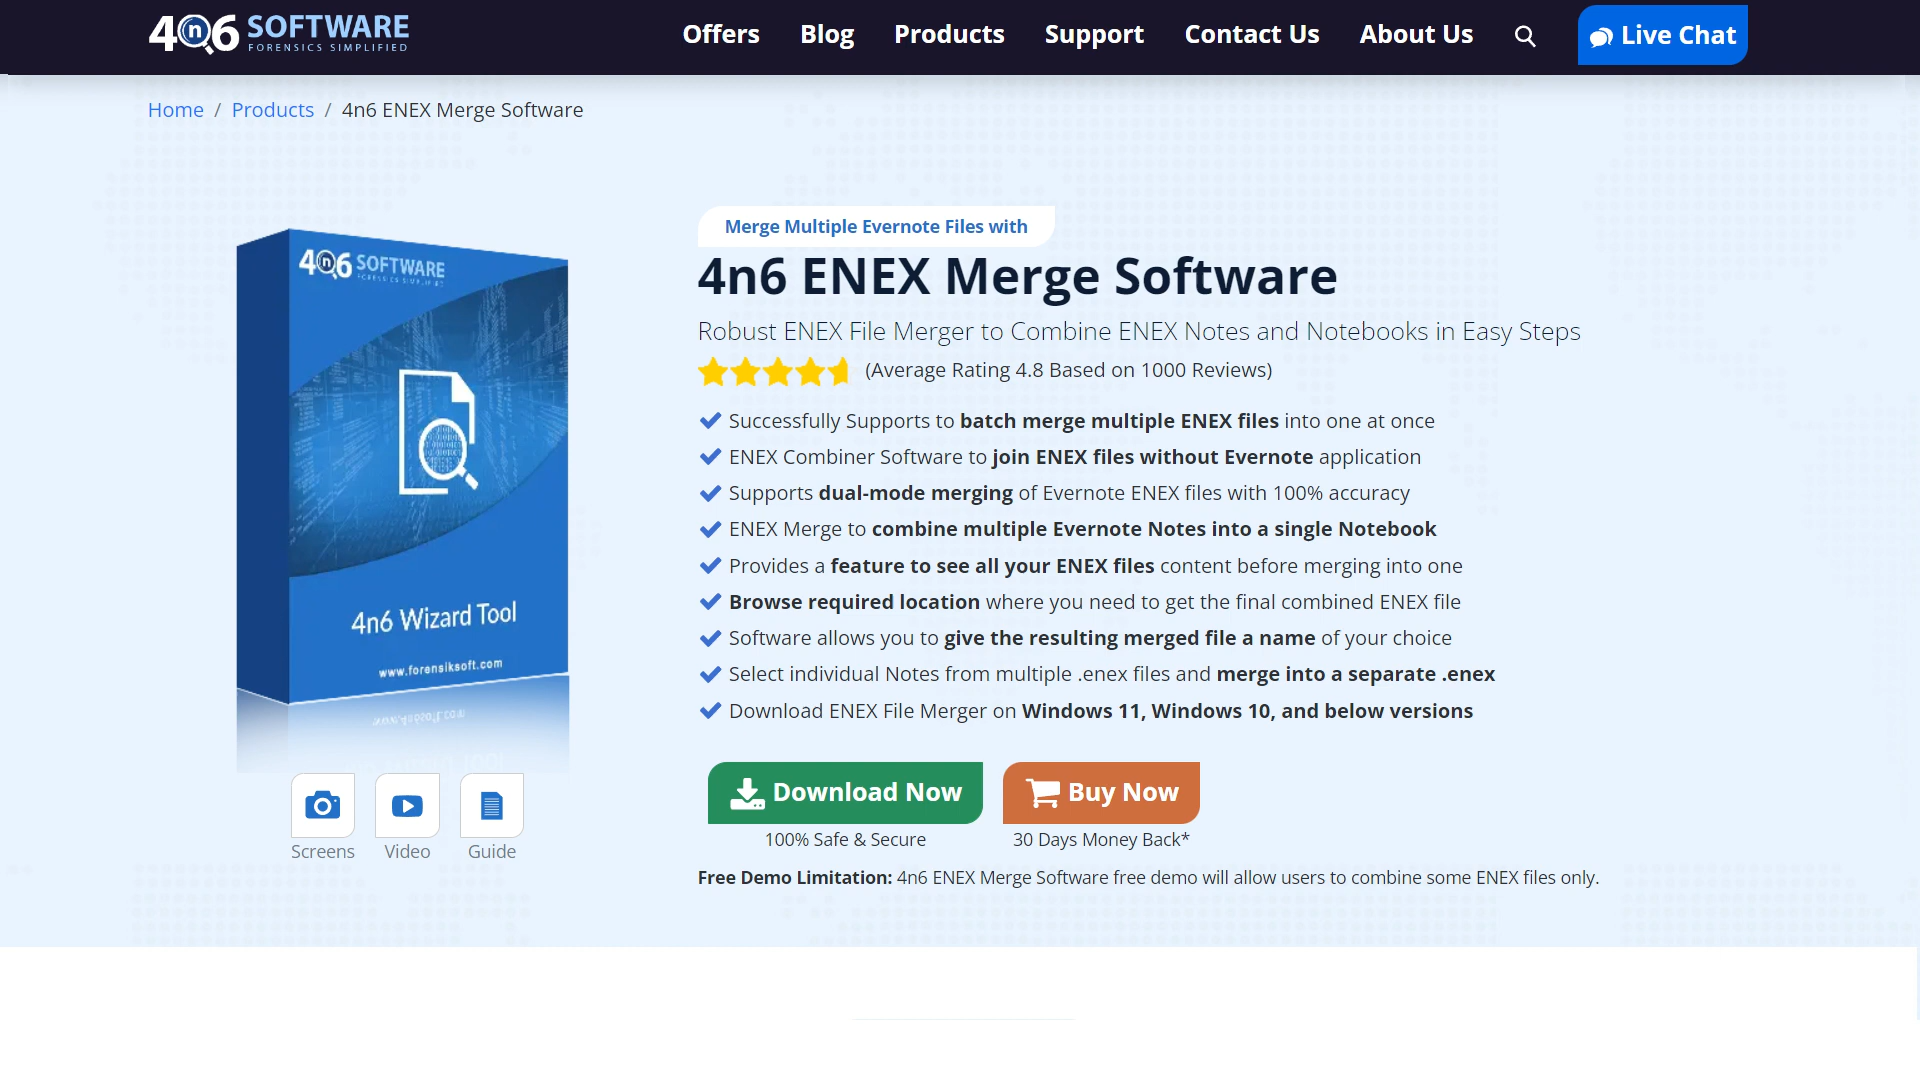 4n6 SOFTWARE
FORENSICS SIMPLIFIED
Offers Blog Products Support Contact Us About Us Live Chat
Home / Products / 4n6 ENEX Merge Software
4n6 SOFTWARE
FORENSICS SIMPLIFIED
4n6 Wizard Tool
www.forensiksoft.com
Screens Video Guide
Merge Multiple Evernote Files with
4n6 ENEX Merge Software
Robust ENEX File Merger to Combine ENEX Notes and Notebooks in Easy Steps
(Average Rating 4.8 Based on 1000 Reviews)
Successfully Supports to batch merge multiple ENEX files into one at once
ENEX Combiner Software to join ENEX files without Evernote application
Supports dual-mode merging of Evernote ENEX files with 100% accuracy
ENEX Merge to combine multiple Evernote Notes into a single Notebook
Provides a feature to see all your ENEX files content before merging into one
Browse required location where you need to get the final combined ENEX file
Software allows you to give the resulting merged file a name of your choice
Select individual Notes from multiple .enex files and merge into a separate .enex
Download ENEX File Merger on Windows 11, Windows 10, and below versions
Download Now Buy Now
100% Safe & Secure 30 Days Money Back*
Free Demo Limitation: 4n6 ENEX Merge Software free demo will allow users to combine some ENEX files only.